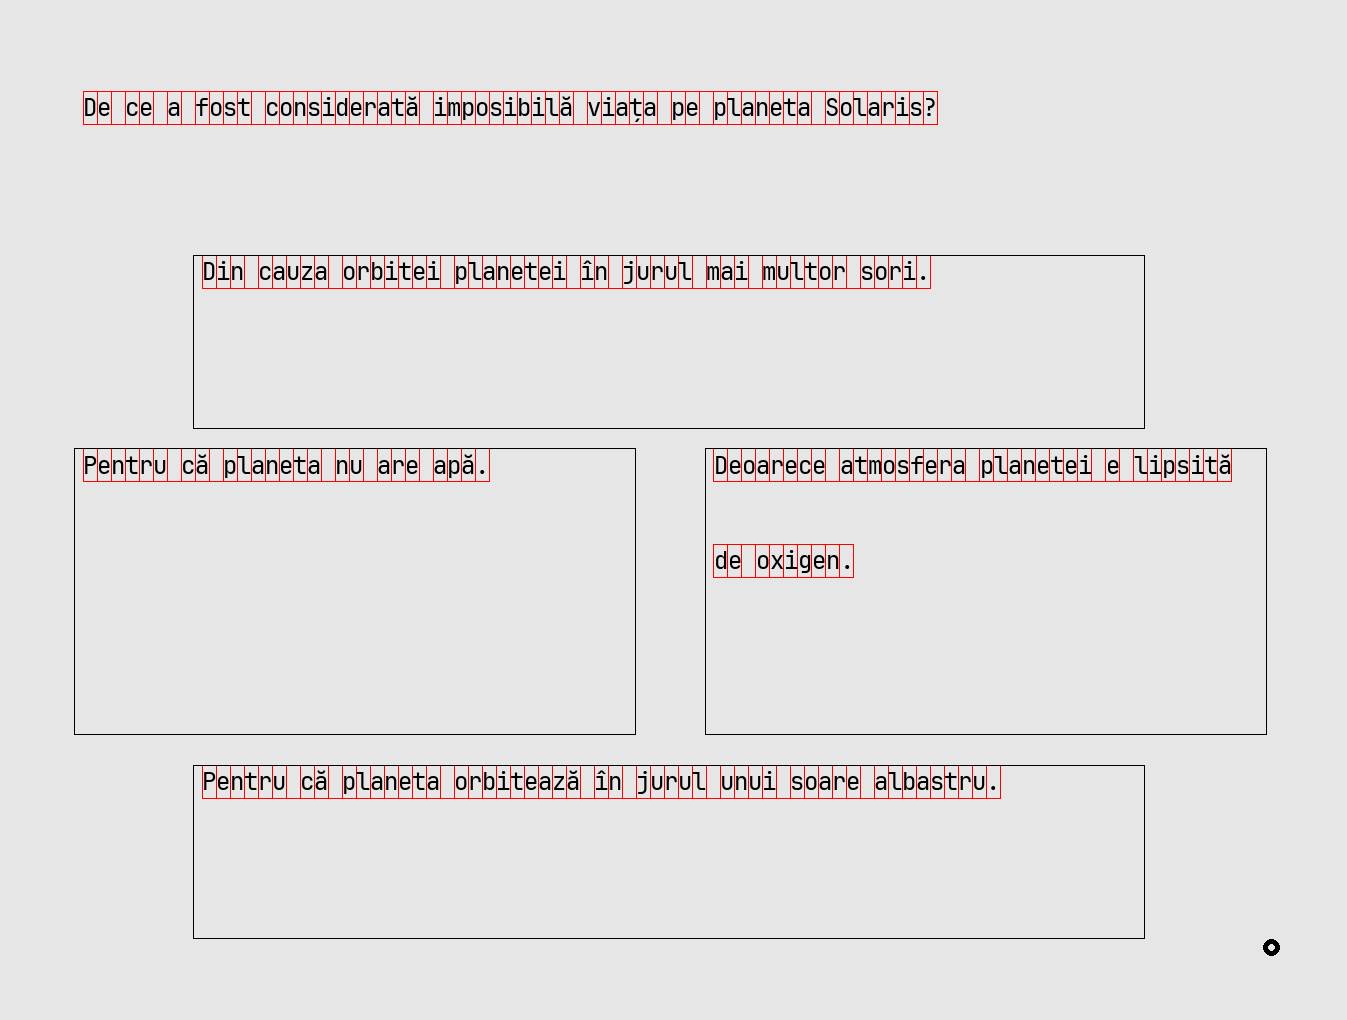 De ce a fost considerată imposibilă viața pe planeta Solaris?
Din cauza orbitei planetei în jurul mai multor sori.
Pentru că planeta nu are apă.
Deoarece atmosfera planetei e lipsită
de oxigen.
Pentru că planeta orbitează în jurul unui soare albastru.